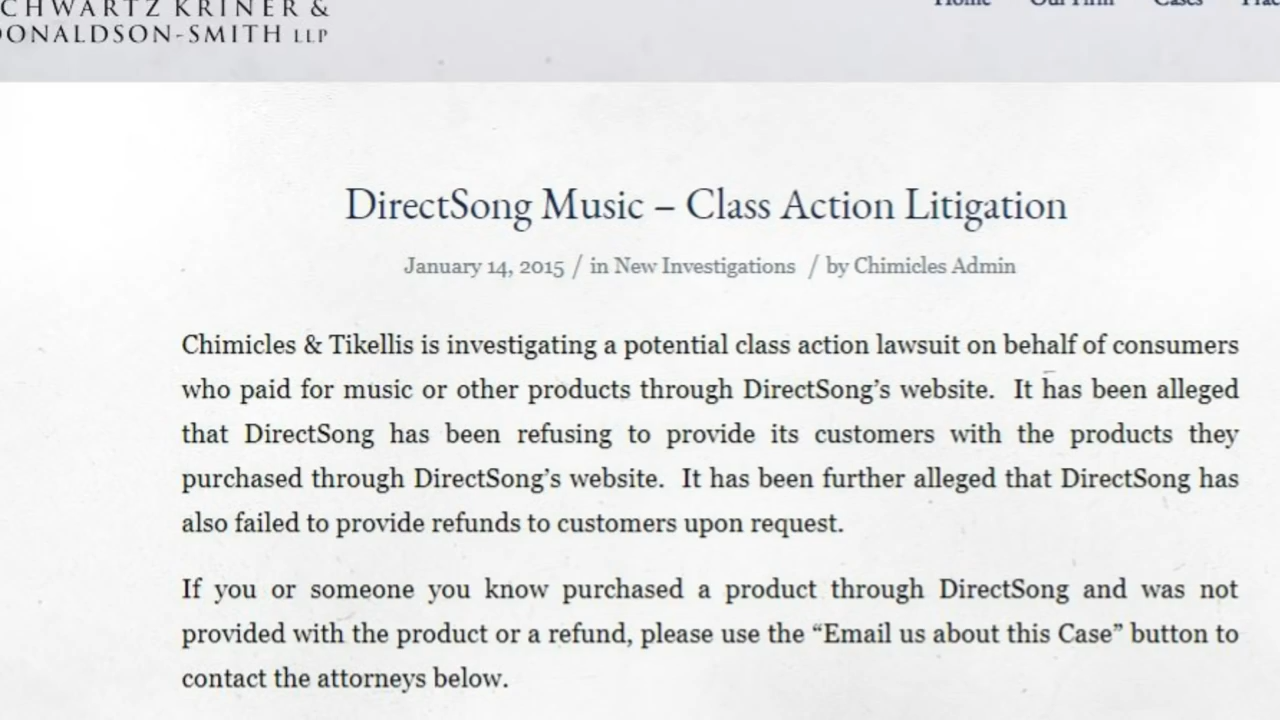 CHWARTZ KRINER &
ONALDSON-SMITH LLP
Home Our Firm Cases
DirectSong Music – Class Action Litigation
January 14, 2015 / in New Investigations / by Chimicles Admin
Chimicles & Tikellis is investigating a potential class action lawsuit on behalf of consumers
who paid for music or other products through DirectSong’s website. It has been alleged
that DirectSong has been refusing to provide its customers with the products they
purchased through DirectSong’s website. It has been further alleged that DirectSong has
also failed to provide refunds to customers upon request.
If you or someone you know purchased a product through DirectSong and was not
provided with the product or a refund, please use the “Email us about this Case” button to
contact the attorneys below.